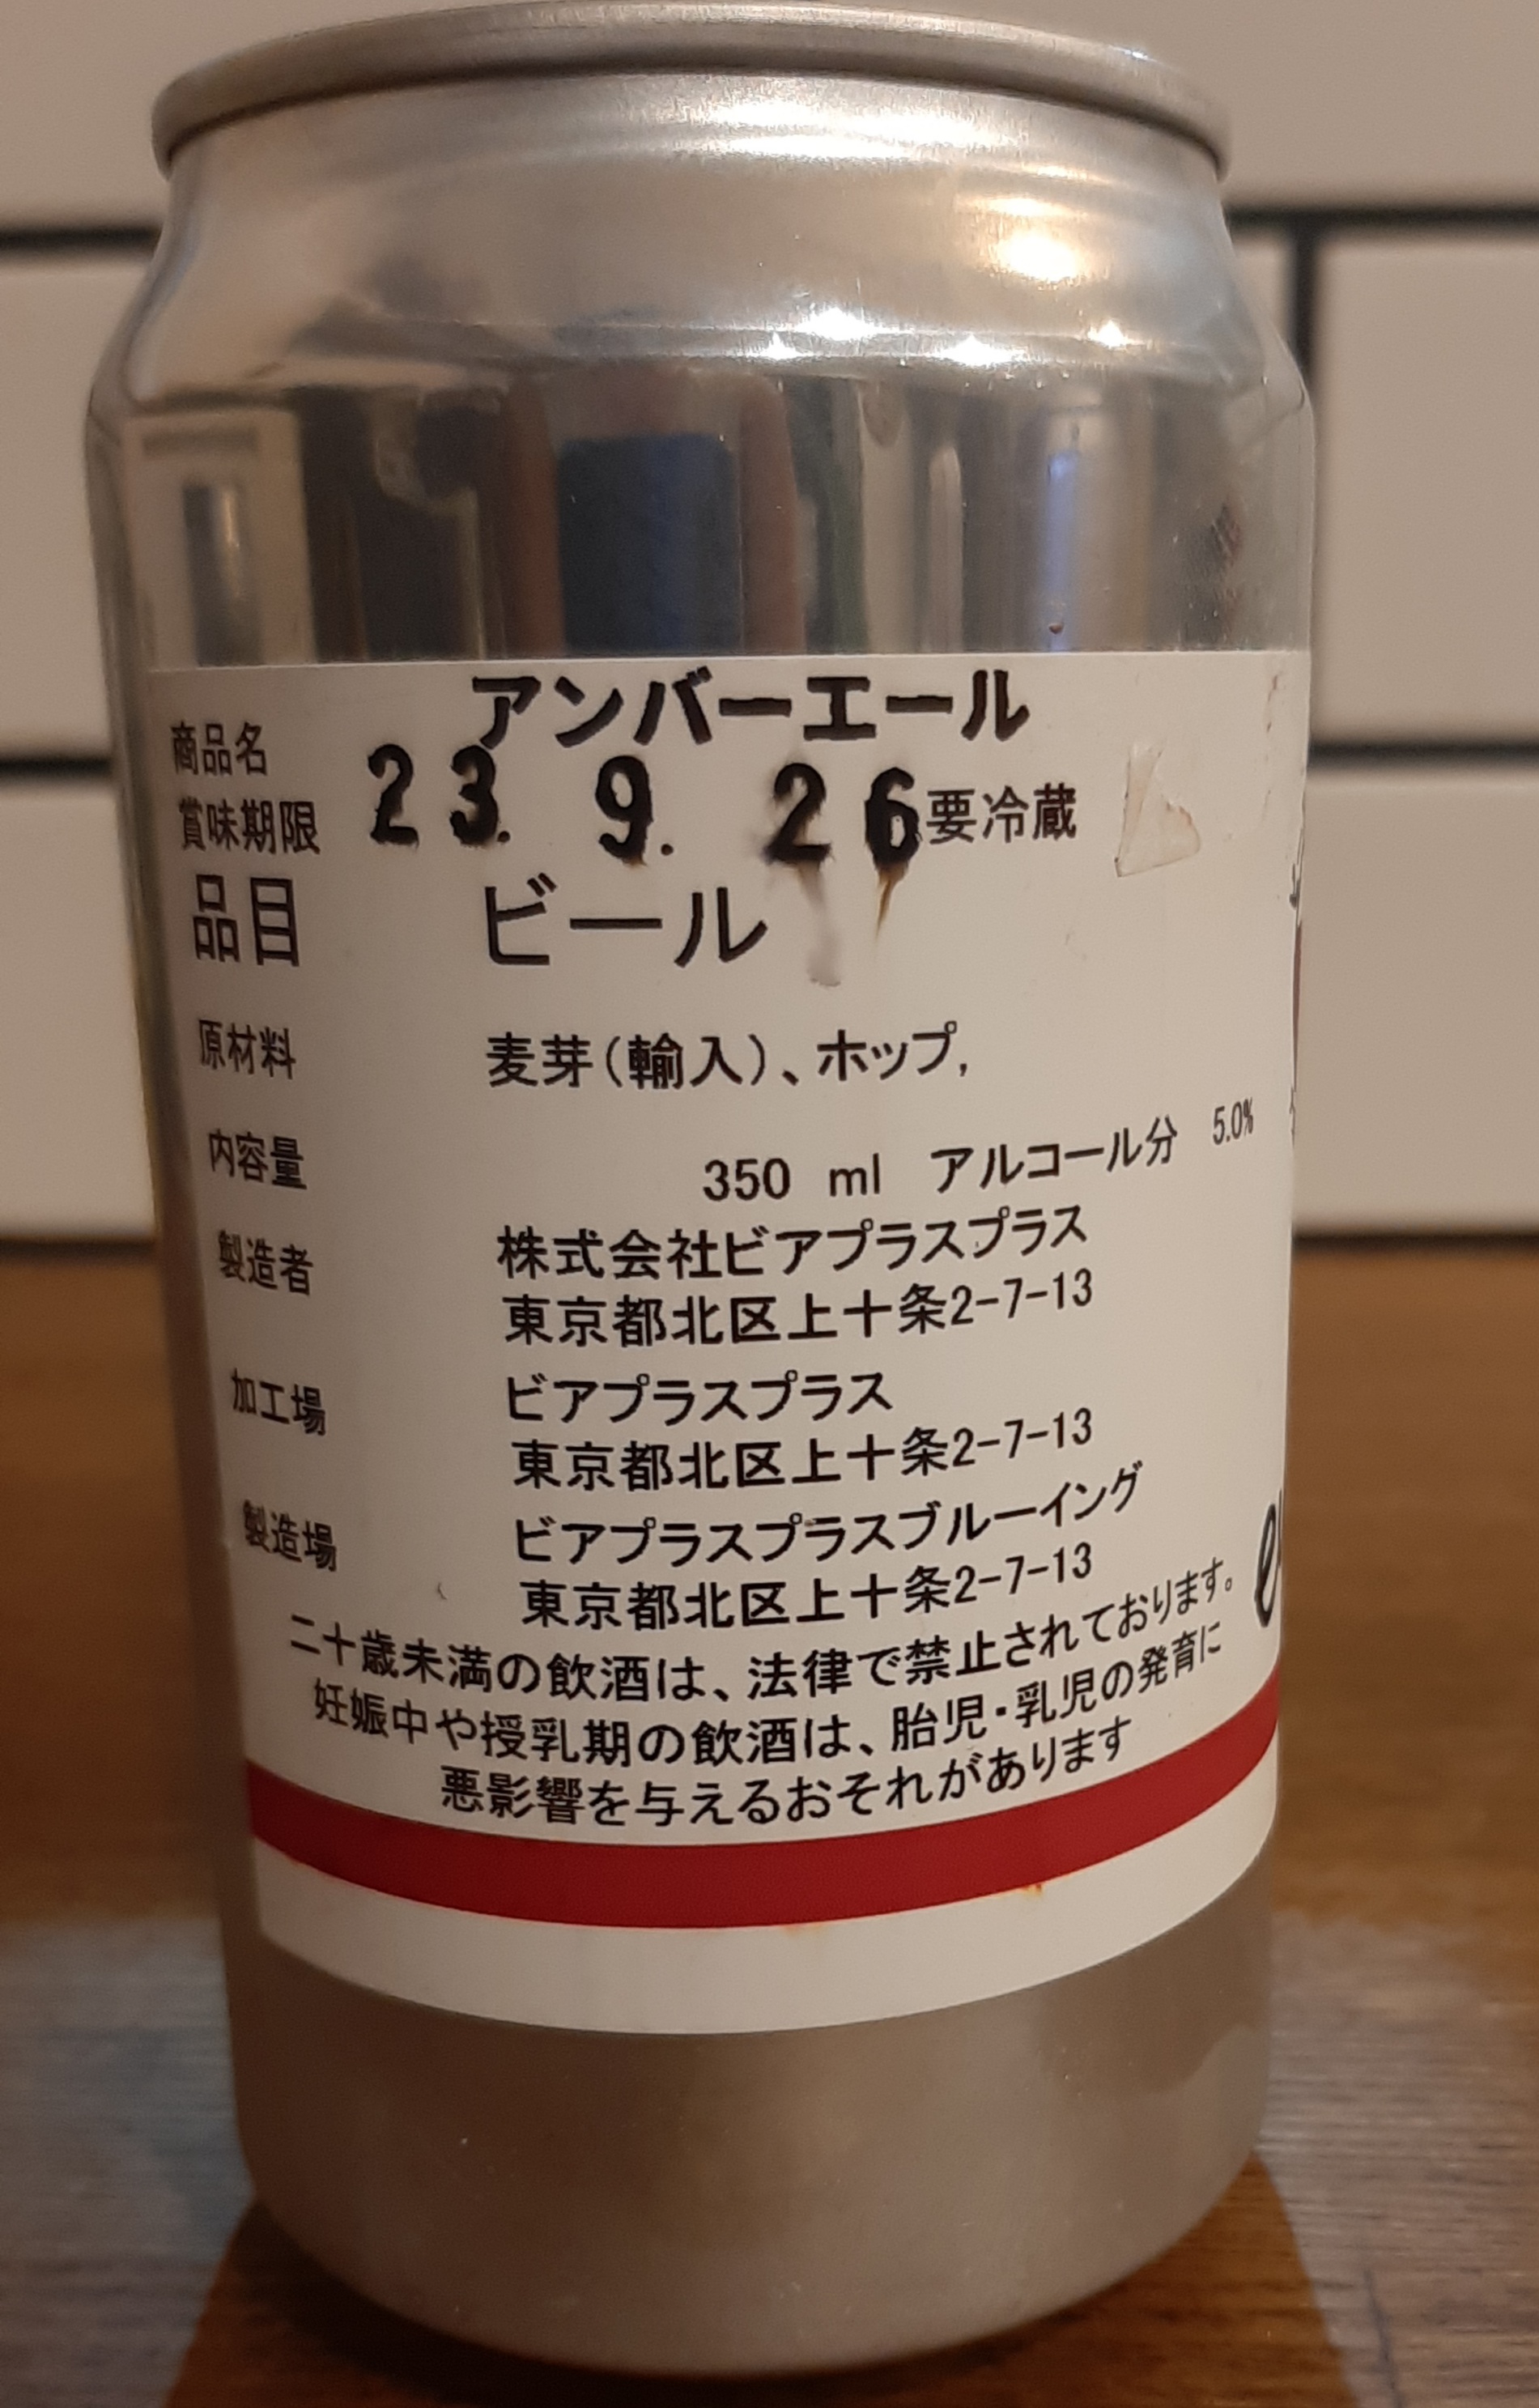 商品名 アンバーエール
賞味期限 23. 9. 26 要冷蔵
品目 ビール
原材料 麦芽(輸入)、ホップ,
内容量 350 ml アルコール分 5.0%
製造者 株式会社ビアプラスプラス
東京都北区上十条2-7-13
加工場 ビアプラスプラス
東京都北区上十条2-7-13
製造場 ビアプラスプラスブルーイング
東京都北区上十条2-7-13
二十歳未満の飲酒は、法律で禁止されております。
妊娠中や授乳期の飲酒は、胎児・乳児の発育に
悪影響を与えるおそれがあります